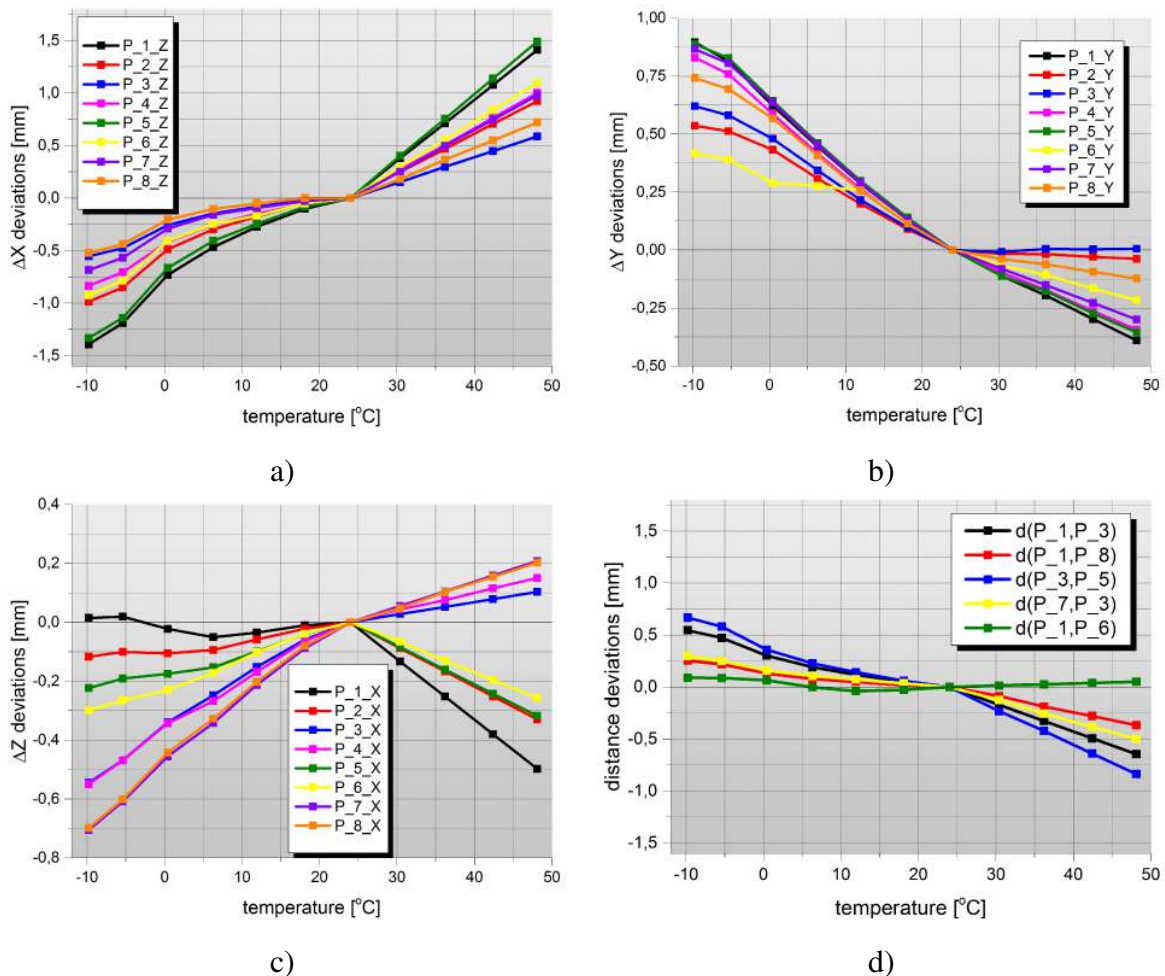 1,5
1,0
0,5
0,0
-0,5
-1,0
-1,5
ΔX deviations [mm]
P_1_Z
P_2_Z
P_3_Z
P_4_Z
P_5_Z
P_6_Z
P_7_Z
P_8_Z
-10 0 10 20 30 40 50
temperature [°C]
a)
1,00
0,75
0,50
0,25
0,00
-0,25
-0,50
ΔY deviations [mm]
P_1_Y
P_2_Y
P_3_Y
P_4_Y
P_5_Y
P_6_Y
P_7_Y
P_8_Y
-10 0 10 20 30 40 50
temperature [°C]
b)
0,4
0,2
0,0
-0,2
-0,4
-0,6
-0,8
ΔZ deviations [mm]
P_1_X
P_2_X
P_3_X
P_4_X
P_5_X
P_6_X
P_7_X
P_8_X
-10 0 10 20 30 40 50
temperature [°C]
c)
1,5
1,0
0,5
0,0
-0,5
-1,0
-1,5
distance deviations [mm]
d(P_1,P_3)
d(P_1,P_8)
d(P_3,P_5)
d(P_7,P_3)
d(P_1,P_6)
-10 0 10 20 30 40 50
temperature [°C]
d)